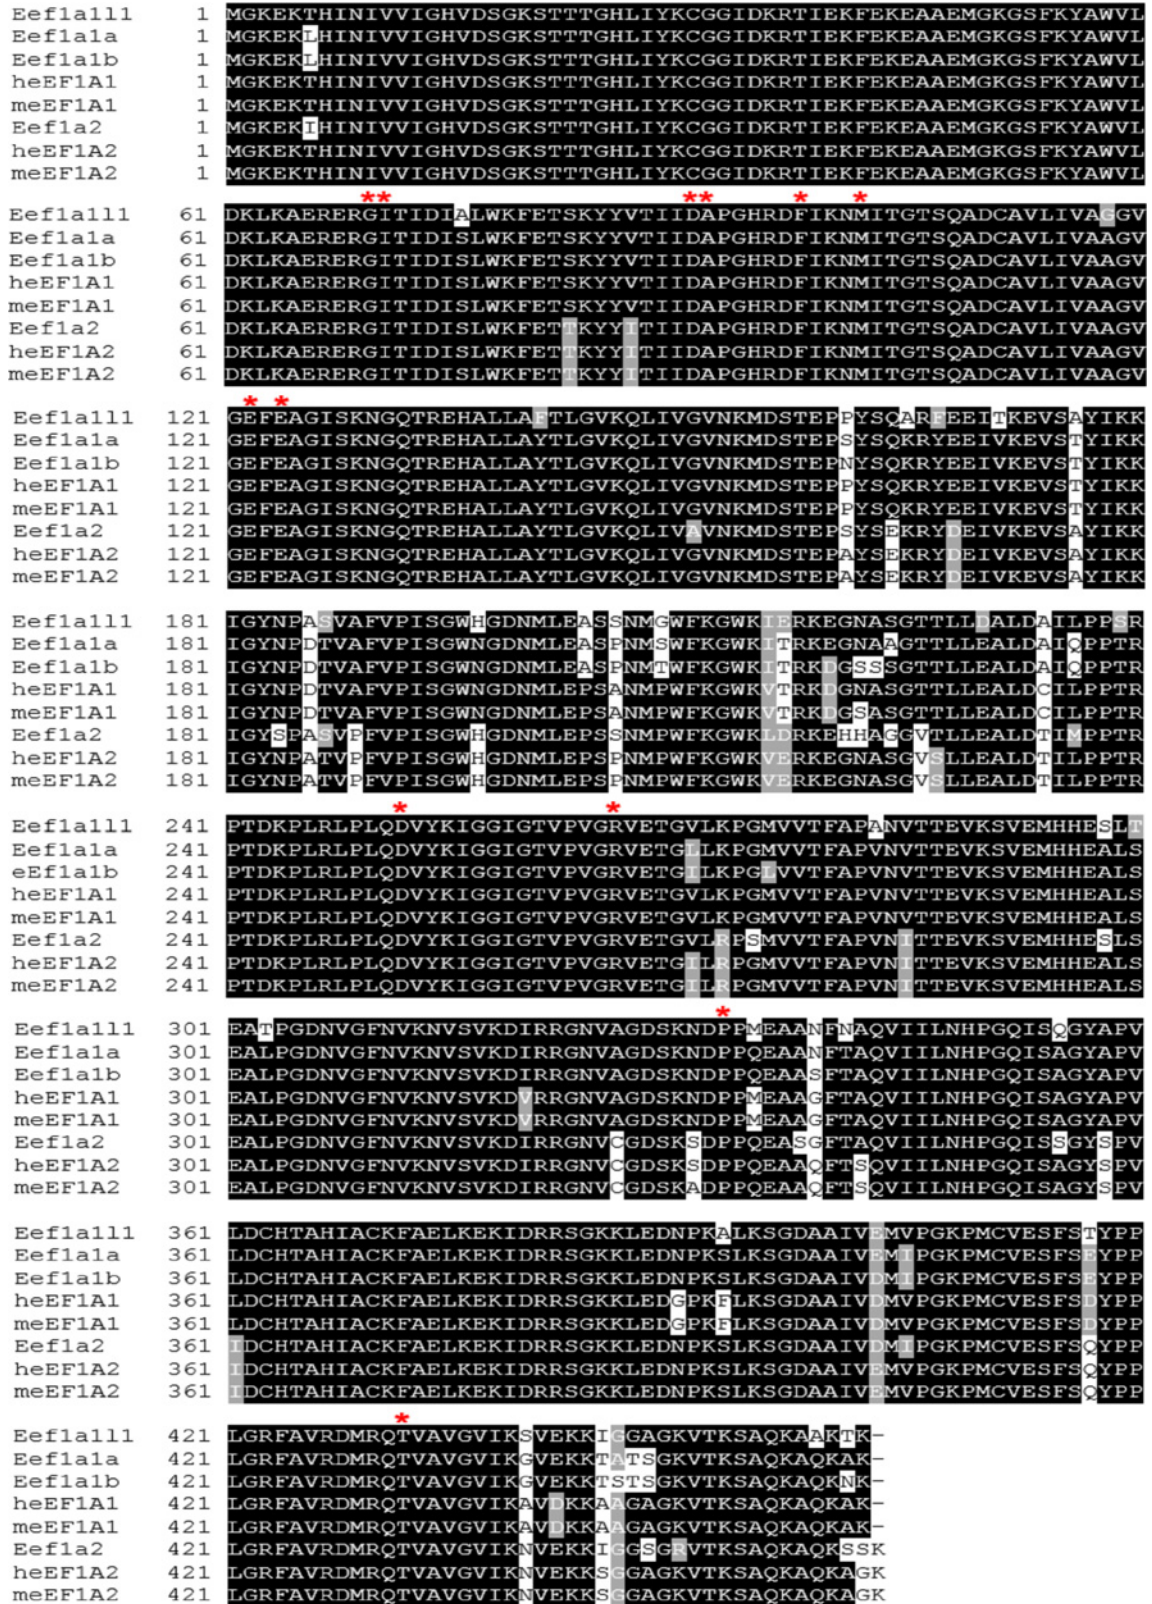 Eef1a1l1 1 MGKEKTHINIVVIGHVDSGKSTTTGHLIYKCGGIDKRTIEKFEKEAAEMGKGSFKYAWVL
Eef1a1a 1 MGKEKLHINIVVIGHVDSGKSTTTGHLIYKCGGIDKRTIEKFEKEAAEMGKGSFKYAWVL
Eef1a1b 1 MGKEKLHINIVVIGHVDSGKSTTTGHLIYKCGGIDKRTIEKFEKEAAEMGKGSFKYAWVL
heEF1A1 1 MGKEKTHINIVVIGHVDSGKSTTTGHLIYKCGGIDKRTIEKFEKEAAEMGKGSFKYAWVL
meEF1A1 1 MGKEKTHINIVVIGHVDSGKSTTTGHLIYKCGGIDKRTIEKFEKEAAEMGKGSFKYAWVL
Eef1a2 1 MGKEKIHINIVVIGHVDSGKSTTTGHLIYKCGGIDKRTIEKFEKEAAEMGKGSFKYAWVL
heEF1A2 1 MGKEKTHINIVVIGHVDSGKSTTTGHLIYKCGGIDKRTIEKFEKEAAEMGKGSFKYAWVL
meEF1A2 1 MGKEKTHINIVVIGHVDSGKSTTTGHLIYKCGGIDKRTIEKFEKEAAEMGKGSFKYAWVL
** ** * *
Eef1a1l1 61 DKLKAERERGITIDIALWKFETSKYYVTIIDAPGHRDFIKNMITGTSQADCAVLIVAGGV
Eef1a1a 61 DKLKAERERGITIDISLWKFETSKYYVTIIDAPGHRDFIKNMITGTSQADCAVLIVAAGV
Eef1a1b 61 DKLKAERERGITIDISLWKFETSKYYVTIIDAPGHRDFIKNMITGTSQADCAVLIVAAGV
heEF1A1 61 DKLKAERERGITIDISLWKFETSKYYVTIIDAPGHRDFIKNMITGTSQADCAVLIVAAGV
meEF1A1 61 DKLKAERERGITIDISLWKFETSKYYVTIIDAPGHRDFIKNMITGTSQADCAVLIVAAGV
Eef1a2 61 DKLKAERERGITIDISLWKFETTKYYITIIDAPGHRDFIKNMITGTSQADCAVLIVAAGV
heEF1A2 61 DKLKAERERGITIDISLWKFETTKYYITIIDAPGHRDFIKNMITGTSQADCAVLIVAAGV
meEF1A2 61 DKLKAERERGITIDISLWKFETTKYYITIIDAPGHRDFIKNMITGTSQADCAVLIVAAGV
* *
Eef1a1l1 121 GEFEAGISKNGQTREHALLAFTLGVKQLIVGVNKMDSTEPPYSQARFEEITKEVSAYIKK
Eef1a1a 121 GEFEAGISKNGQTREHALLAYTLGVKQLIVGVNKMDSTEPSYSQKRYEEIVKEVSTYIKK
Eef1a1b 121 GEFEAGISKNGQTREHALLAYTLGVKQLIVGVNKMDSTEPNYSQKRYEEIVKEVSTYIKK
heEF1A1 121 GEFEAGISKNGQTREHALLAYTLGVKQLIVGVNKMDSTEPPYSQKRYEEIVKEVSTYIKK
meEF1A1 121 GEFEAGISKNGQTREHALLAYTLGVKQLIVGVNKMDSTEPPYSQKRYEEIVKEVSTYIKK
Eef1a2 121 GEFEAGISKNGQTREHALLAYTLGVKQLIVAVNKMDSTEPSYSEKRYDEIVKEVSAYIKK
heEF1A2 121 GEFEAGISKNGQTREHALLAYTLGVKQLIVGVNKMDSTEPAYSEKRYDEIVKEVSAYIKK
meEF1A2 121 GEFEAGISKNGQTREHALLAYTLGVKQLIVGVNKMDSTEPAYSEKRYDEIVKEVSAYIKK
Eef1a1l1 181 IGYNPASVAFVPISGWHGDNMLEASSNMGWFKGWKIERKEGNASGTTLLDALDAILPPSR
Eef1a1a 181 IGYNPDTVAFVPISGWNGDNMLEASPNMSWFKGWKITRKEGNAAGTTLLEALDAIQPPTR
Eef1a1b 181 IGYNPDTVAFVPISGWNGDNMLEASPNMTWFKGWKITRKDGSSSGTTLLEALDAIQPPTR
heEF1A1 181 IGYNPDTVAFVPISGWNGDNMLEPSANMPWFKGWKVTRKDGNASGTTLLEALDCILPPTR
meEF1A1 181 IGYNPDTVAFVPISGWNGDNMLEPSANMPWFKGWKVTRKDGSASGTTLLEALDCILPPTR
Eef1a2 181 IGYSPASVPFVPISGWHGDNMLEPSSNMPWFKGWKLDRKEHHAGGVTLLEALDTIMPPTR
heEF1A2 181 IGYNPATVPFVPISGWHGDNMLEPSPNMPWFKGWKVERKEGNASGVSLLEALDTILPPTR
meEF1A2 181 IGYNPATVPFVPISGWHGDNMLEPSPNMPWFKGWKVERKEGNASGVSLLEALDTILPPTR
* *
Eef1a1l1 241 PTDKPLRLPLQDVYKIGGIGTVPVGRVETGVLKPGMVVTFAPANVTTEVKSVEMHHESLT
Eef1a1a 241 PTDKPLRLPLQDVYKIGGIGTVPVGRVETGLLKPGMVVTFAPVNVTTEVKSVEMHHEALS
eEf1a1b 241 PTDKPLRLPLQDVYKIGGIGTVPVGRVETGILKPGLVVTFAPVNVTTEVKSVEMHHEALS
heEF1A1 241 PTDKPLRLPLQDVYKIGGIGTVPVGRVETGVLKPGMVVTFAPVNVTTEVKSVEMHHEALS
meEF1A1 241 PTDKPLRLPLQDVYKIGGIGTVPVGRVETGVLKPGMVVTFAPVNVTTEVKSVEMHHEALS
Eef1a2 241 PTDKPLRLPLQDVYKIGGIGTVPVGRVETGVLRPSMVVTFAPVNITTEVKSVEMHHESLS
heEF1A2 241 PTDKPLRLPLQDVYKIGGIGTVPVGRVETGILRPGMVVTFAPVNITTEVKSVEMHHEALS
meEF1A2 241 PTDKPLRLPLQDVYKIGGIGTVPVGRVETGILRPGMVVTFAPVNITTEVKSVEMHHEALS
*
Eef1a1l1 301 EATPGDNVGFNVKNVSVKDIRRGNVAGDSKNDPPMEAANFNAQVIILNHPGQISQGYAPV
Eef1a1a 301 EALPGDNVGFNVKNVSVKDIRRGNVAGDSKNDPPQEAANFTAQVIILNHPGQISAGYAPV
Eef1a1b 301 EALPGDNVGFNVKNVSVKDIRRGNVAGDSKNDPPQEAASFTAQVIILNHPGQISAGYAPV
heEF1A1 301 EALPGDNVGFNVKNVSVKDVRRGNVAGDSKNDPPMEAAGFTAQVIILNHPGQISAGYAPV
meEF1A1 301 EALPGDNVGFNVKNVSVKDVRRGNVAGDSKNDPPMEAAGFTAQVIILNHPGQISAGYAPV
Eef1a2 301 EALPGDNVGFNVKNVSVKDIRRGNVCGDSKSDPPQEASGFTAQVIILNHPGQISSGYSPV
heEF1A2 301 EALPGDNVGFNVKNVSVKDIRRGNVCGDSKSDPPQEAAQFTSQVIILNHPGQISAGYSPV
meEF1A2 301 EALPGDNVGFNVKNVSVKDIRRGNVCGDSKADPPQEAAQFTSQVIILNHPGQISAGYSPV
Eef1a1l1 361 LDCHTAHIACKFAELKEKIDRRSGKKLEDNPKALKSGDAAIVEMVPGKPMCVESFSTYPP
Eef1a1a 361 LDCHTAHIACKFAELKEKIDRRSGKKLEDNPKSLKSGDAAIVEMIPGKPMCVESFSEYPP
Eef1a1b 361 LDCHTAHIACKFAELKEKIDRRSGKKLEDNPKSLKSGDAAIVDMIPGKPMCVESFSEYPP
heEF1A1 361 LDCHTAHIACKFAELKEKIDRRSGKKLEDGPKFLKSGDAAIVDMVPGKPMCVESFSDYPP
meEF1A1 361 LDCHTAHIACKFAELKEKIDRRSGKKLEDGPKFLKSGDAAIVDMVPGKPMCVESFSDYPP
Eef1a2 361 IDCHTAHIACKFAELKEKIDRRSGKKLEDNPKSLKSGDAAIVDMIPGKPMCVESFSQYPP
heEF1A2 361 IDCHTAHIACKFAELKEKIDRRSGKKLEDNPKSLKSGDAAIVEMVPGKPMCVESFSQYPP
meEF1A2 361 IDCHTAHIACKFAELKEKIDRRSGKKLEDNPKSLKSGDAAIVEMVPGKPMCVESFSQYPP
*
Eef1a1l1 421 LGRFAVRDMRQTVAVGVIKSVEKKIGGAGKVTKSAQKAAKTK-
Eef1a1a 421 LGRFAVRDMRQTVAVGVIKGVEKKTATSGKVTKSAQKAQKAK-
Eef1a1b 421 LGRFAVRDMRQTVAVGVIKGVEKKTSTSGKVTKSAQKAQKNK-
heEF1A1 421 LGRFAVRDMRQTVAVGVIKAVDKKAAGAGKVTKSAQKAQKAK-
meEF1A1 421 LGRFAVRDMRQTVAVGVIKAVDKKAAGAGKVTKSAQKAQKAK-
Eef1a2 421 LGRFAVRDMRQTVAVGVIKNVEKKIGGSGRVTKSAQKAQKSSK
heEF1A2 421 LGRFAVRDMRQTVAVGVIKNVEKKSGGAGKVTKSAQKAQKAGK
meEF1A2 421 LGRFAVRDMRQTVAVGVIKNVEKKSGGAGKVTKSAQKAQKAGK